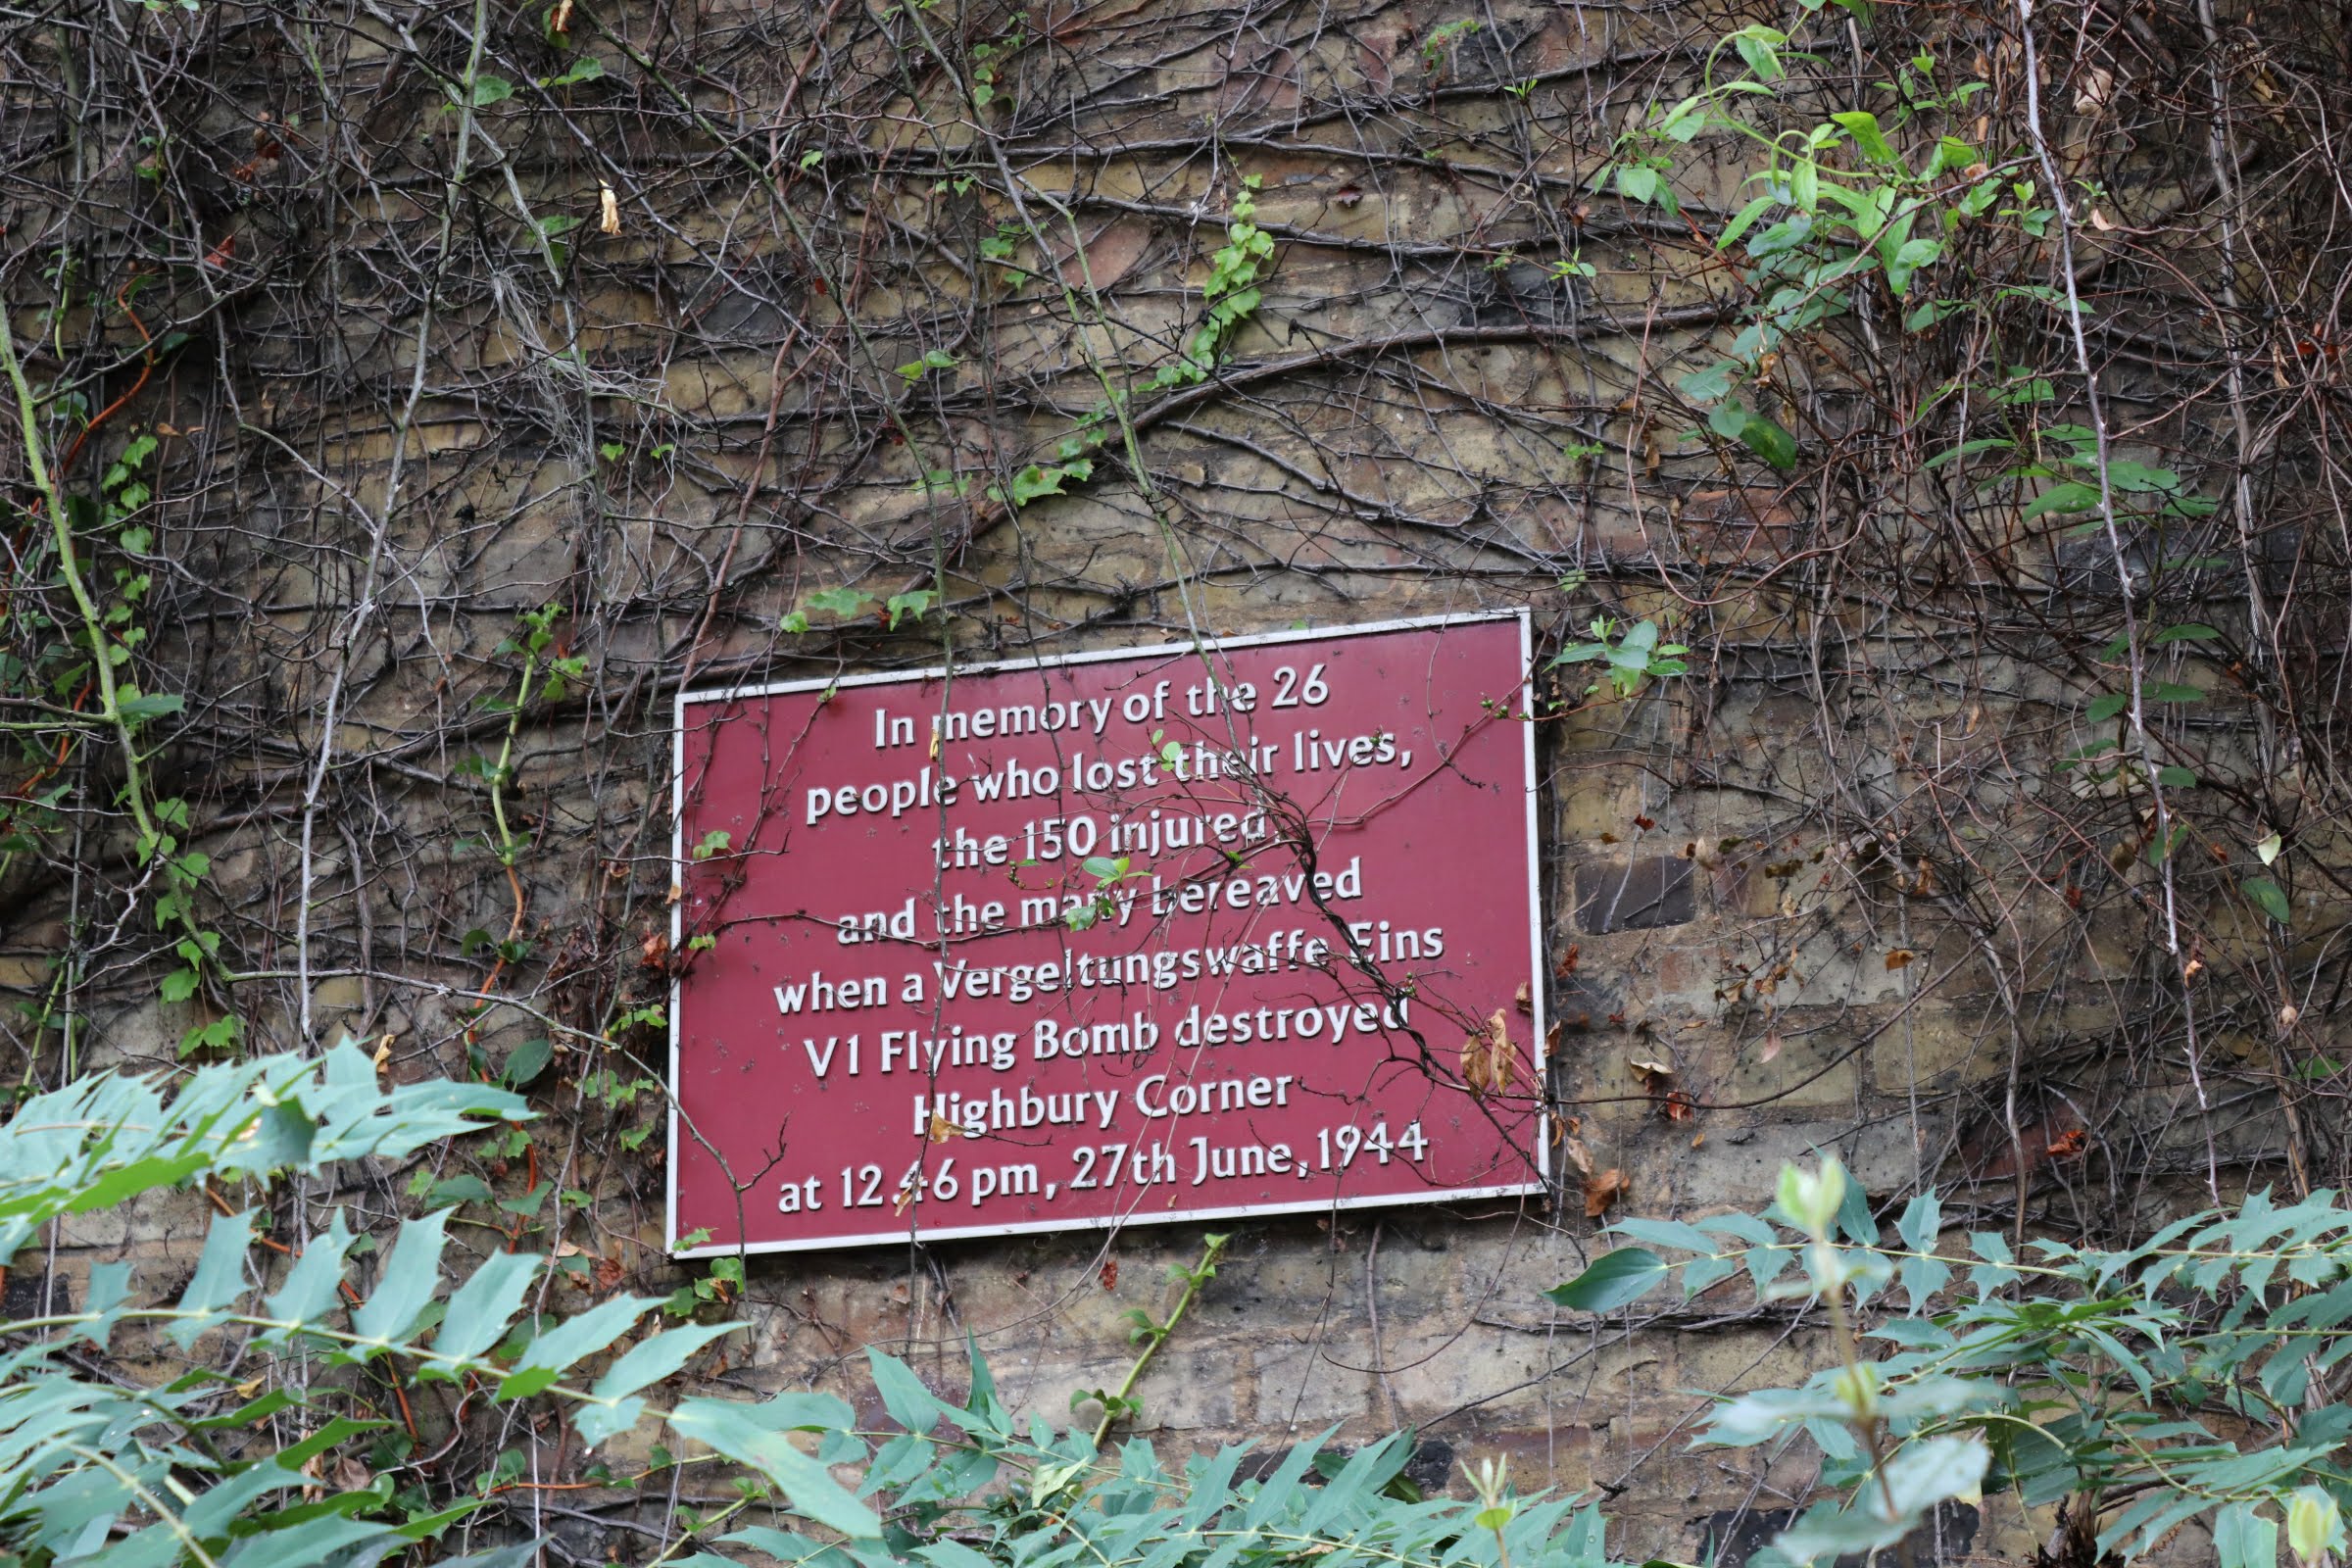 In memory of the 26
people who lost their lives,
the 150 injured,
and the many bereaved
when a Vergeltungswaffe Eins
V1 Flying Bomb destroyed
Highbury Corner
at 12.46 pm, 27th June, 1944